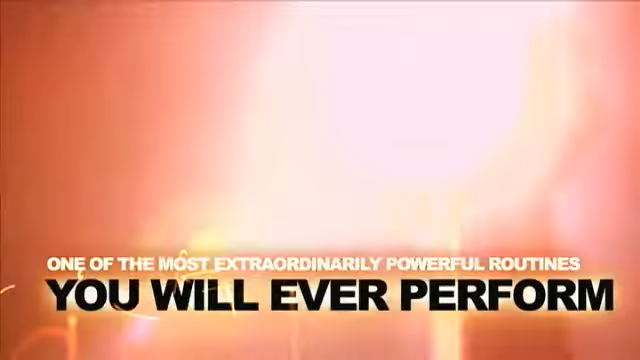 ONE OF THE MOST EXTRAORDINARILY POWERFUL ROUTINES
YOU WILL EVER PERFORM